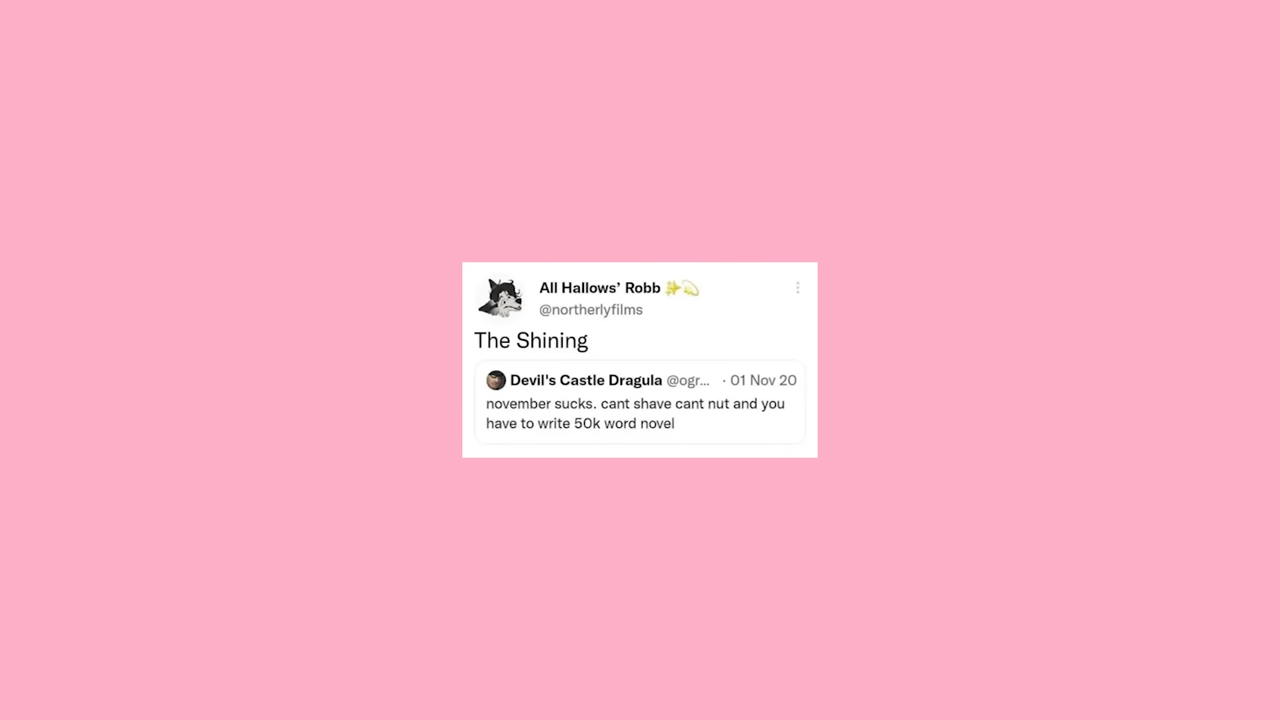 All Hallows’ Robb ✨💫
@northerlyfilms
The Shining
Devil's Castle Dragula @ogr... · 01 Nov 20
november sucks. cant shave cant nut and you
have to write 50k word novel